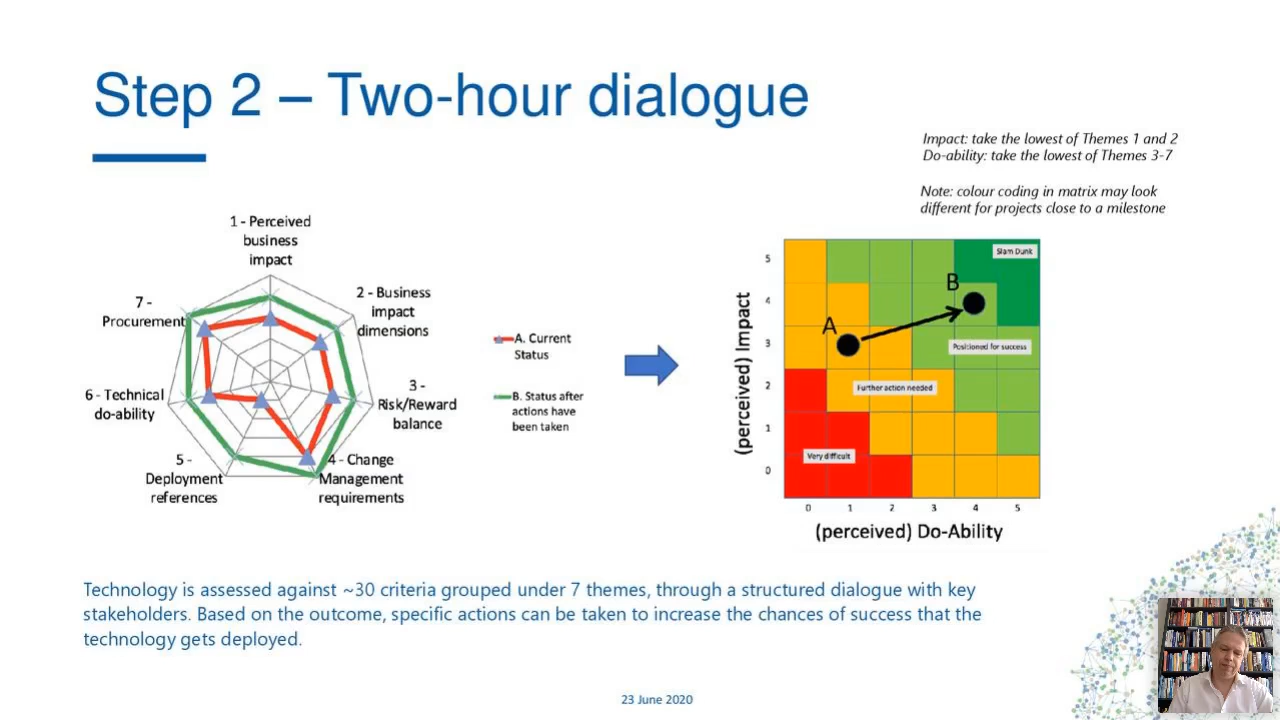 Step 2 – Two-hour dialogue
Impact: take the lowest of Themes 1 and 2
Do-ability: take the lowest of Themes 3-7
Note: colour coding in matrix may look
different for projects close to a milestone
1 - Perceived
business
impact
2 - Business
impact
dimensions
3 -
Risk/Reward
balance
4 - Change
Management
requirements
5 -
Deployment
references
6 - Technical
do-ability
7 -
Procurement
A. Current
Status
B. Status after
actions have
been taken
(perceived) Impact
5
4
3
2
1
0
Slam Dunk
B
A
Positioned for success
Further action needed
Very difficult
0 1 2 3 4 5
(perceived) Do-Ability
Technology is assessed against ~30 criteria grouped under 7 themes, through a structured dialogue with key
stakeholders. Based on the outcome, specific actions can be taken to increase the chances of success that the
technology gets deployed.
23 June 2020